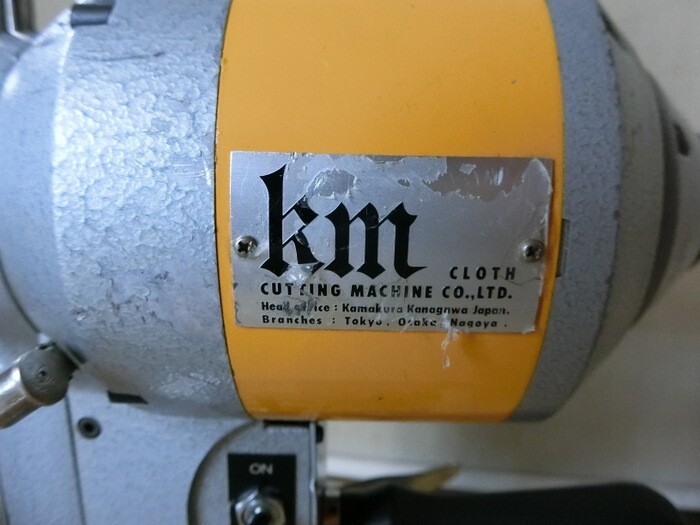 km
CLOTH
CUTTING MACHINE CO.,LTD.
Head office : Kamakura Kanagawa Japan.
Branches : Tokyo. Osaka. Nagoya.
ON